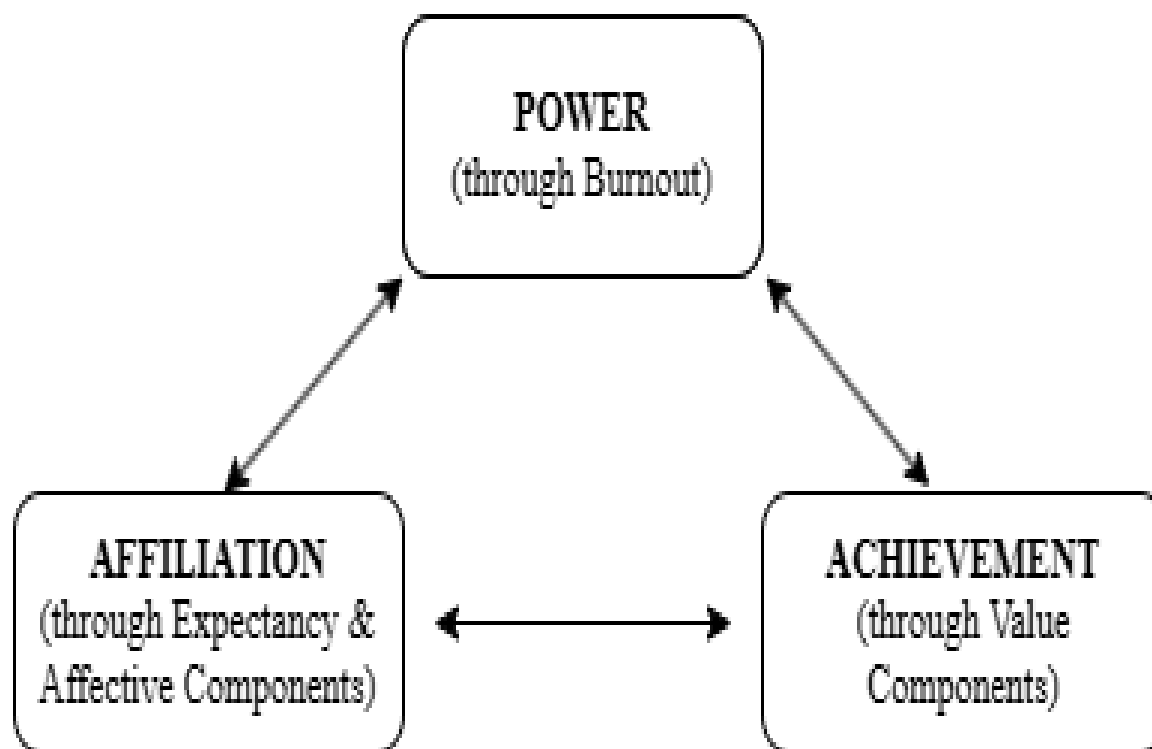 POWER
(through Burnout)
AFFILIATION
(through Expectancy &
Affective Components)
ACHIEVEMENT
(through Value
Components)